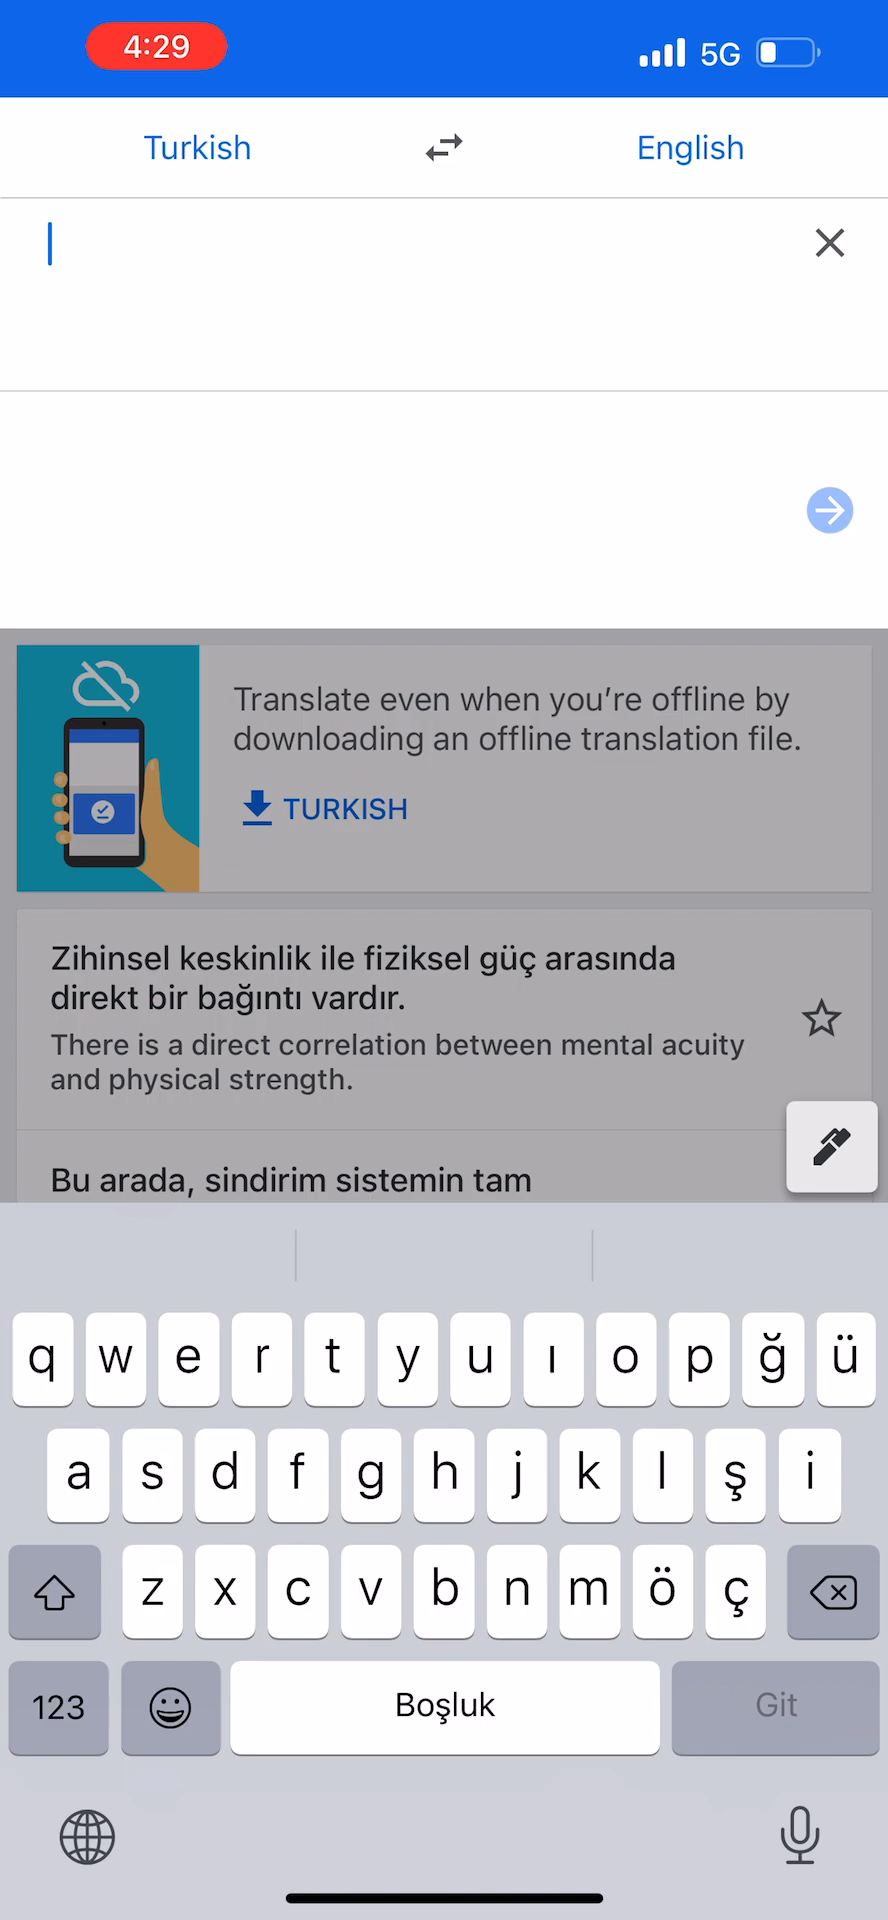 4:29
5G
Turkish
English
Translate even when you're offline by
downloading an offline translation file.
TURKISH
Zihinsel keskinlik ile fiziksel güç arasında
direkt bir bağıntı vardır.
There is a direct correlation between mental acuity
and physical strength.
Bu arada, sindirim sistemin tam
q w e r t y u ı o p ğ ü
a s d f g h j k l ş i
z x c v b n m ö ç
123
Boşluk
Git